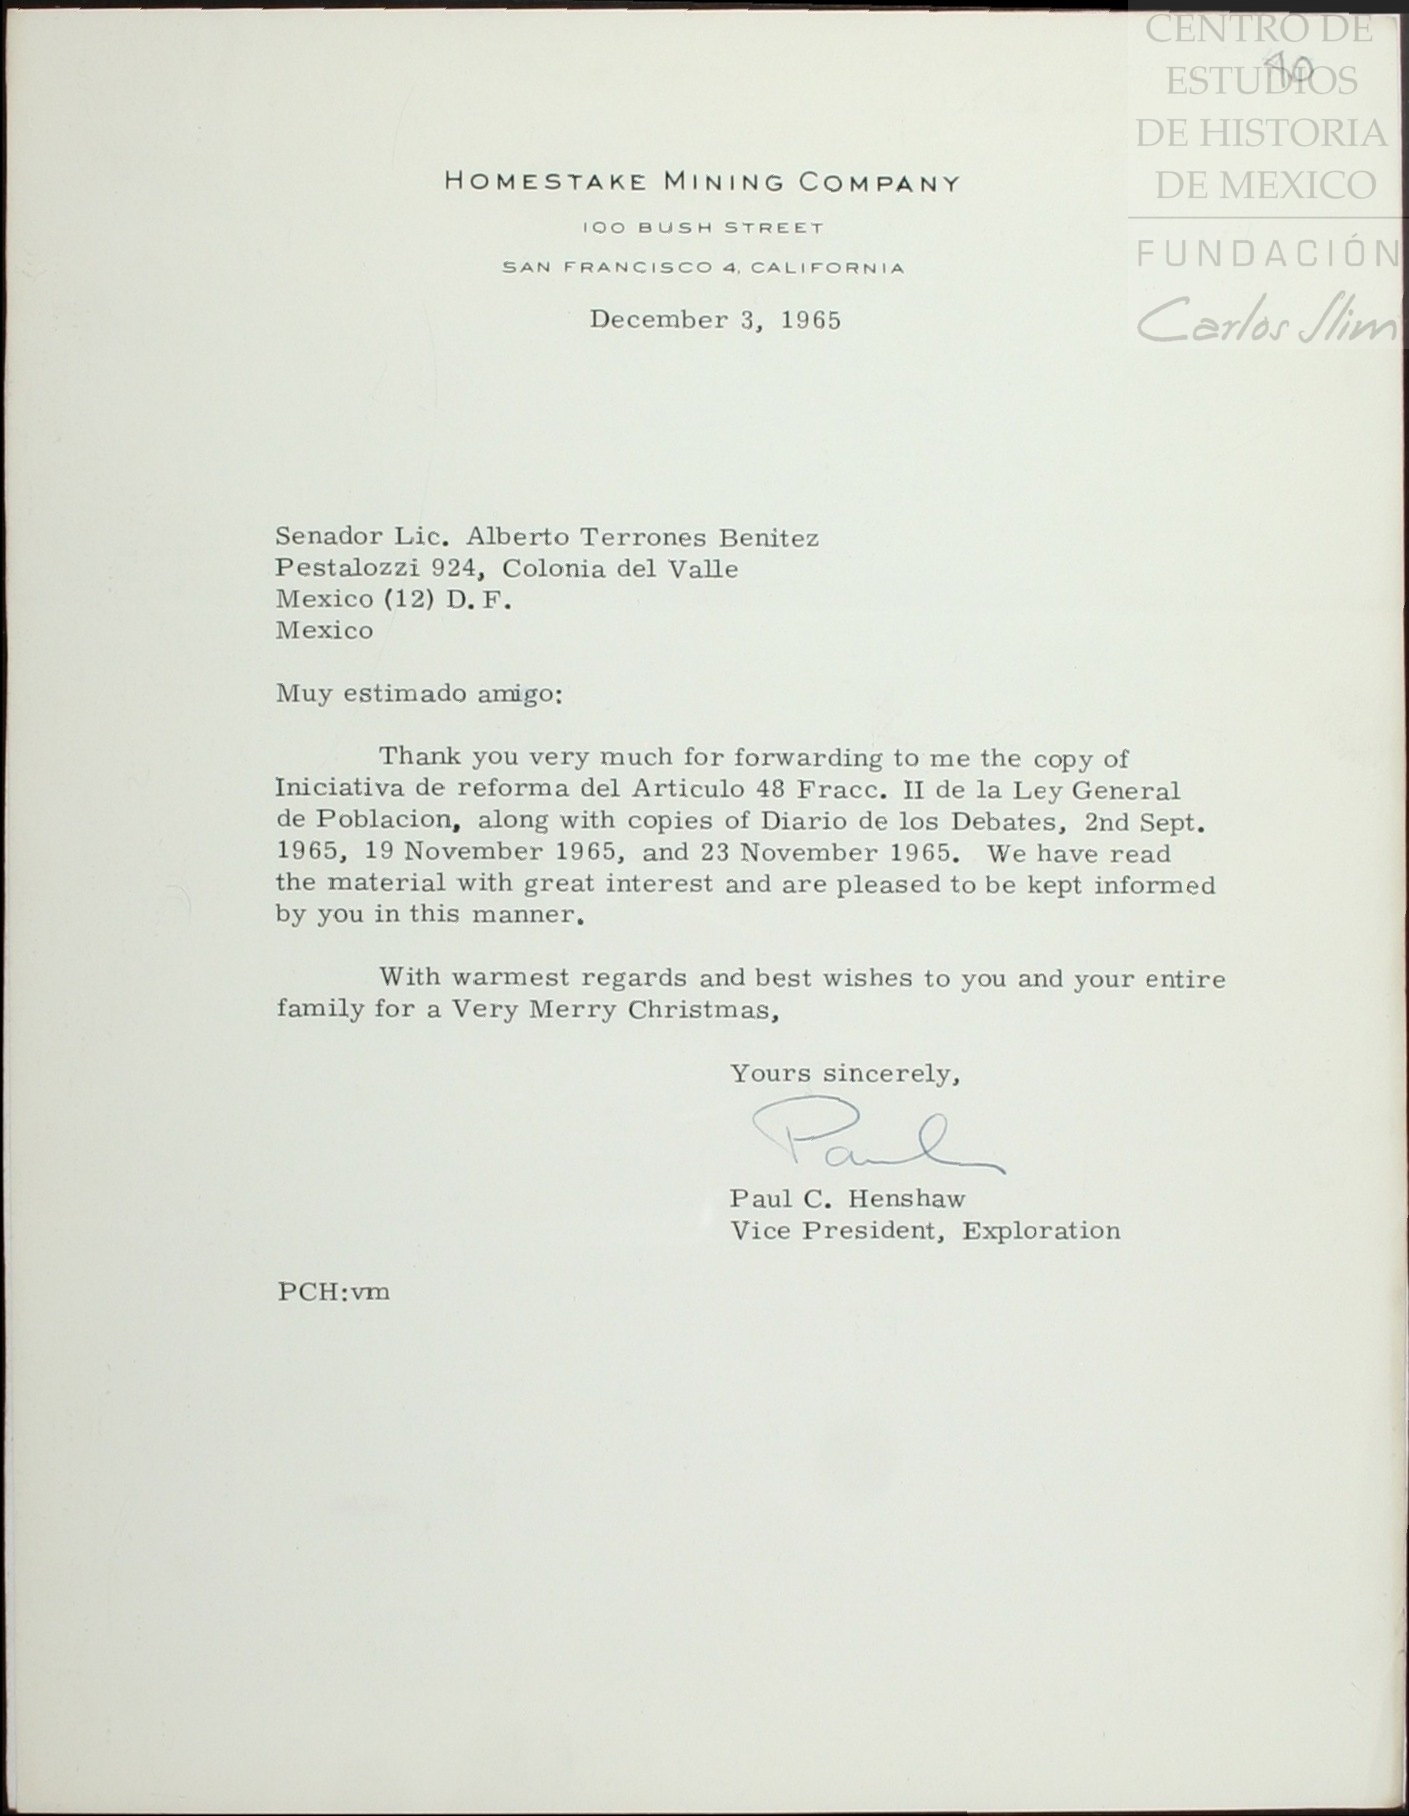 CENTRO DE
ESTUDIOS
DE HISTORIA
DE MEXICO
FUNDACIÓN
Carlos Slim
40
HOMESTAKE MINING COMPANY
100 BUSH STREET
SAN FRANCISCO 4, CALIFORNIA
December 3, 1965
Senador Lic. Alberto Terrones Benitez
Pestalozzi 924, Colonia del Valle
Mexico (12) D. F.
Mexico
Muy estimado amigo:
Thank you very much for forwarding to me the copy of
Iniciativa de reforma del Articulo 48 Fracc. II de la Ley General
de Poblacion, along with copies of Diario de los Debates, 2nd Sept.
1965, 19 November 1965, and 23 November 1965. We have read
the material with great interest and are pleased to be kept informed
by you in this manner.
With warmest regards and best wishes to you and your entire
family for a Very Merry Christmas,
Yours sincerely,
Paul
Paul C. Henshaw
Vice President, Exploration
PCH:vm